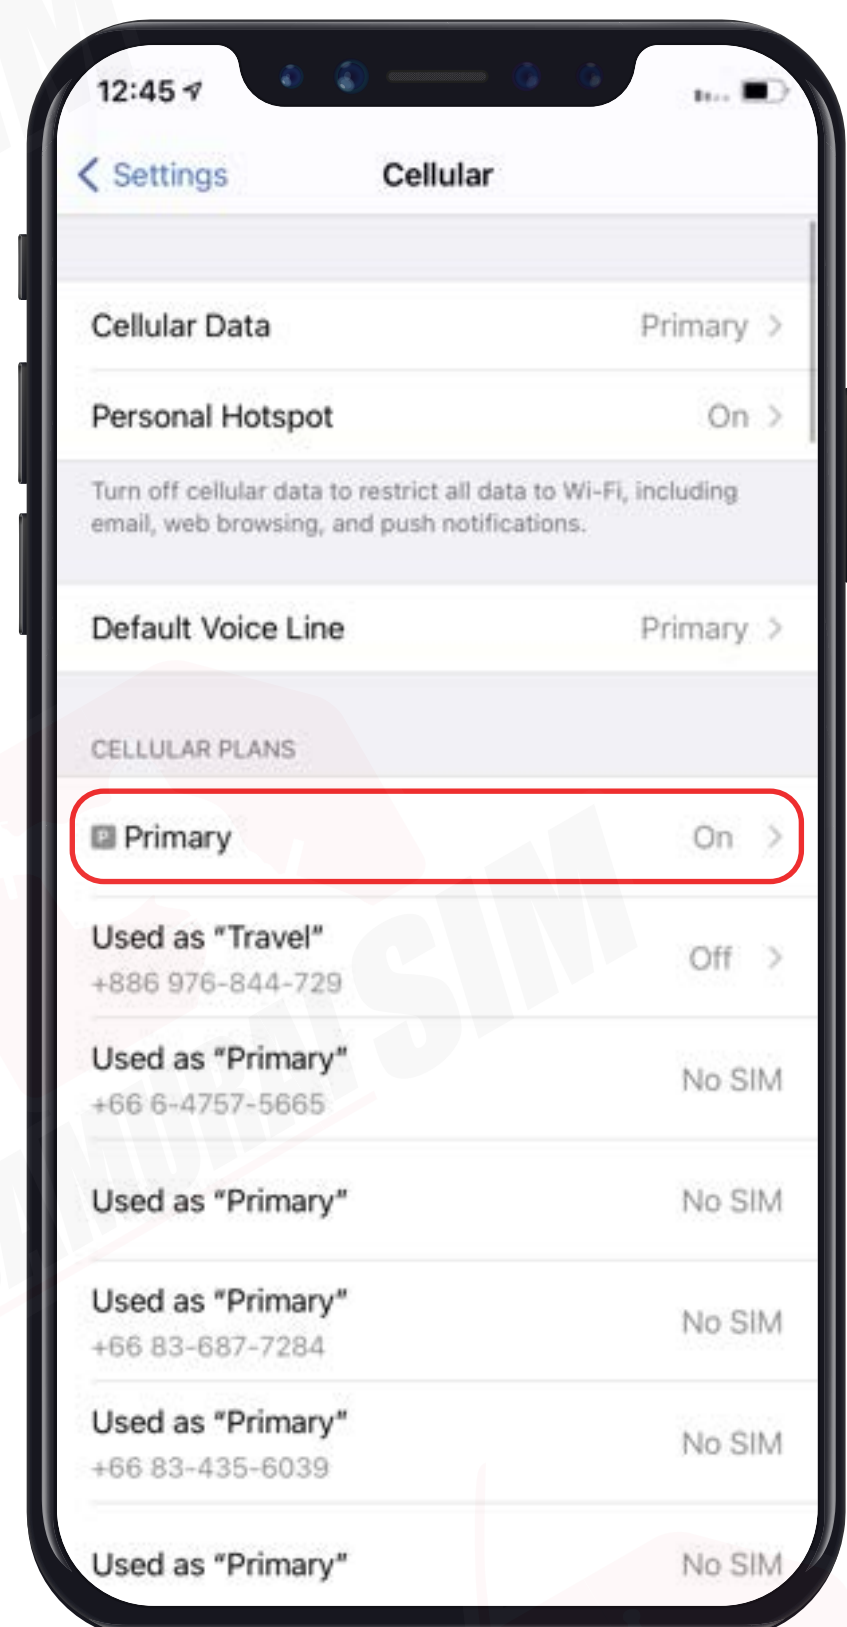 12:45
Settings
Cellular
Cellular Data Primary
Personal Hotspot On
Turn off cellular data to restrict all data to Wi-Fi, including
email, web browsing, and push notifications.
Default Voice Line Primary
CELLULAR PLANS
P Primary On
Used as “Travel”
+886 976-844-729
Off
Used as “Primary”
+66 6-4757-5665
No SIM
Used as “Primary” No SIM
Used as “Primary”
+66 83-687-7284
No SIM
Used as “Primary”
+66 83-435-6039
No SIM
Used as “Primary” No SIM
SAMURAI SIM